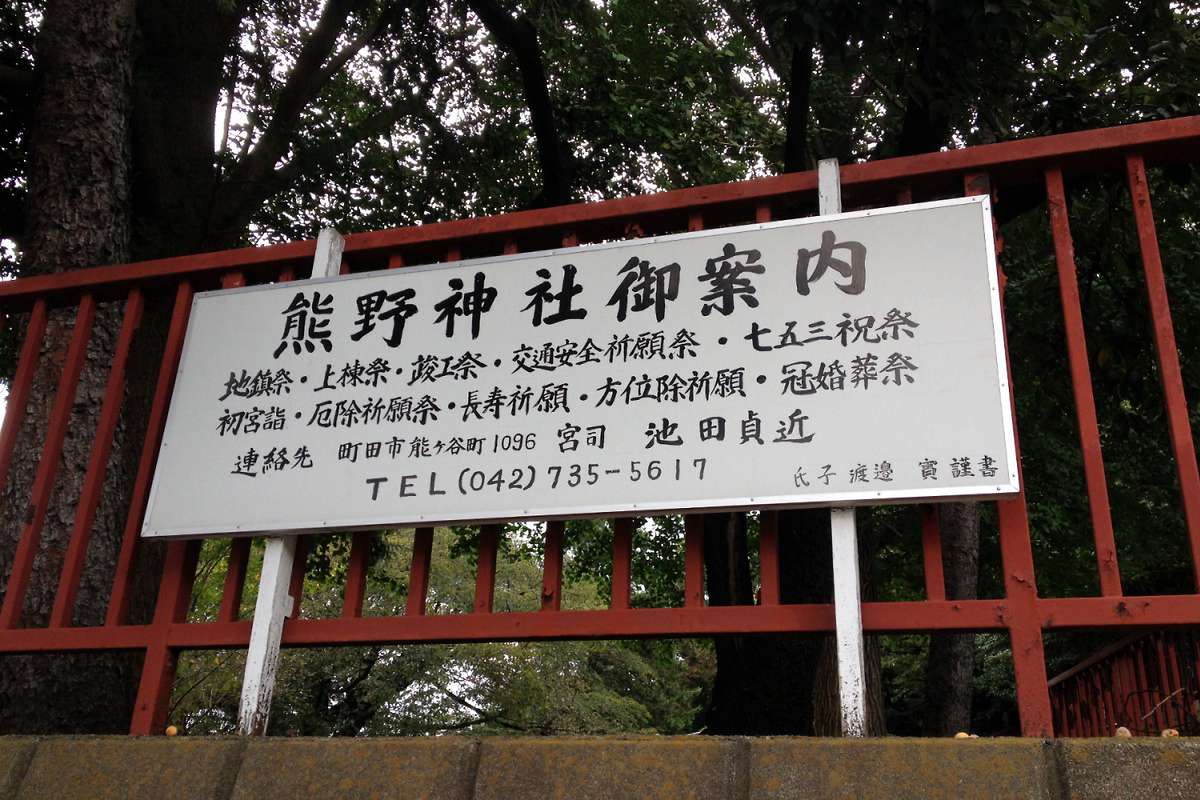 熊野神社御案内
地鎮祭・上棟祭・竣工祭・交通安全祈願祭・七五三祝祭
初宮詣・厄除祈願祭・長寿祈願・方位除祈願・冠婚葬祭
連絡先 町田市能ヶ谷町1096 宮司 池田貞近
TEL(042)735-5617
氏子 渡邉 寳 謹書